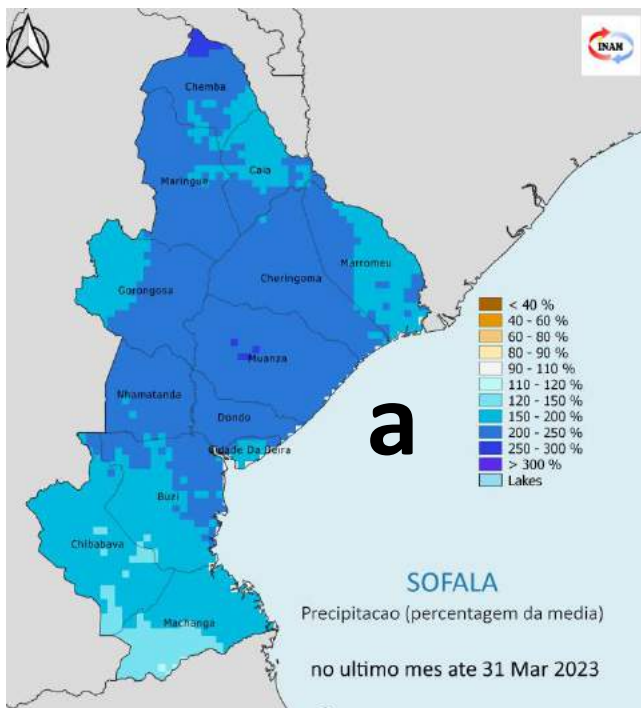 INAM
Chemba
Caia
Maringue
Marromeu
Cheringoma
Gorongosa
Muanza
Nhamatanda
Dondo
Cidade Da Beira
Buzi
Chibabava
Machanga
a
< 40 %
40 - 60 %
60 - 80 %
80 - 90 %
90 - 110 %
110 - 120 %
120 - 150 %
150 - 200 %
200 - 250 %
250 - 300 %
> 300 %
Lakes
SOFALA
Precipitacao (percentagem da media)
no ultimo mes ate 31 Mar 2023